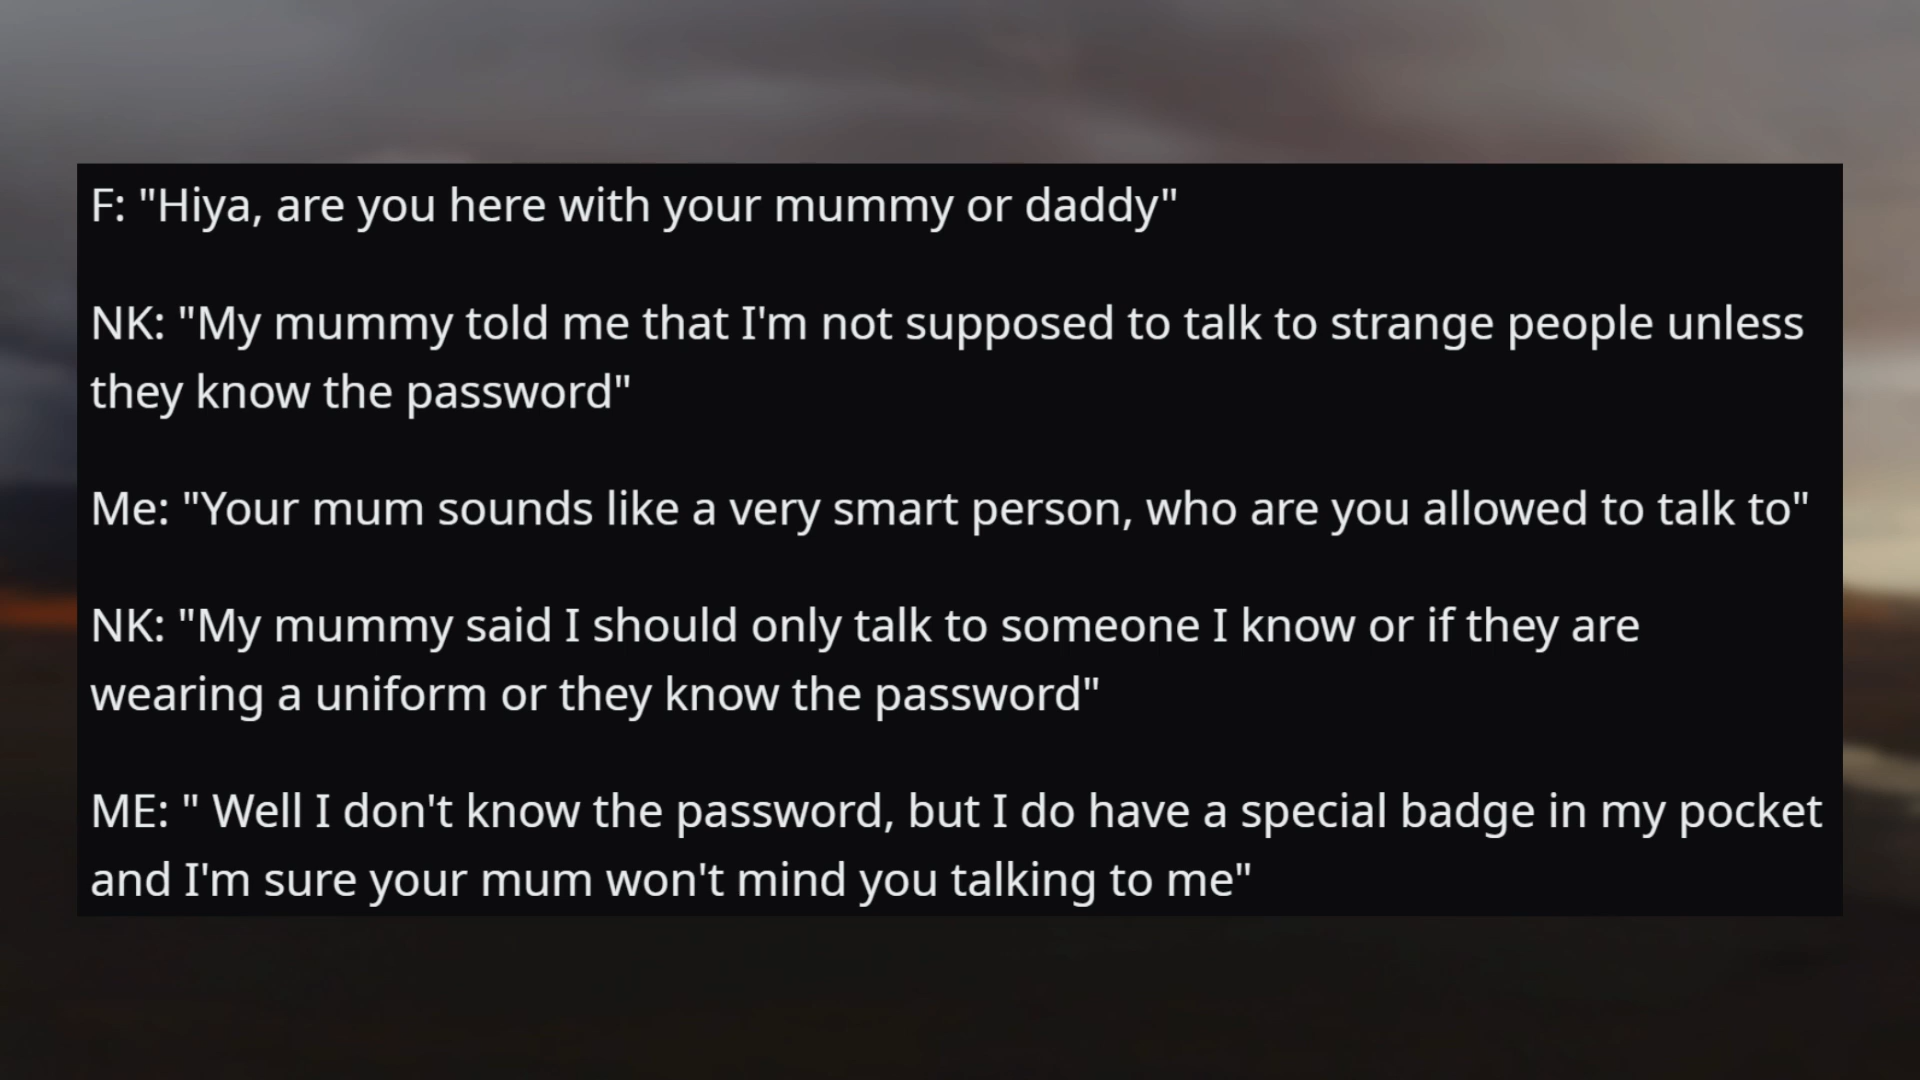 F: "Hiya, are you here with your mummy or daddy"
NK: "My mummy told me that I'm not supposed to talk to strange people unless
they know the password"
Me: "Your mum sounds like a very smart person, who are you allowed to talk to"
NK: "My mummy said I should only talk to someone I know or if they are
wearing a uniform or they know the password"
ME: " Well I don't know the password, but I do have a special badge in my pocket
and I'm sure your mum won't mind you talking to me"